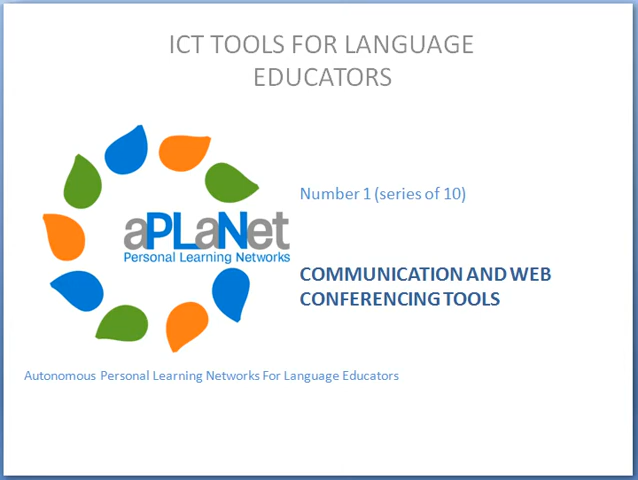 ICT TOOLS FOR LANGUAGE
EDUCATORS
Number 1 (series of 10)
aPLaNet
Personal Learning Networks
COMMUNICATION AND WEB
CONFERENCING TOOLS
Autonomous Personal Learning Networks For Language Educators